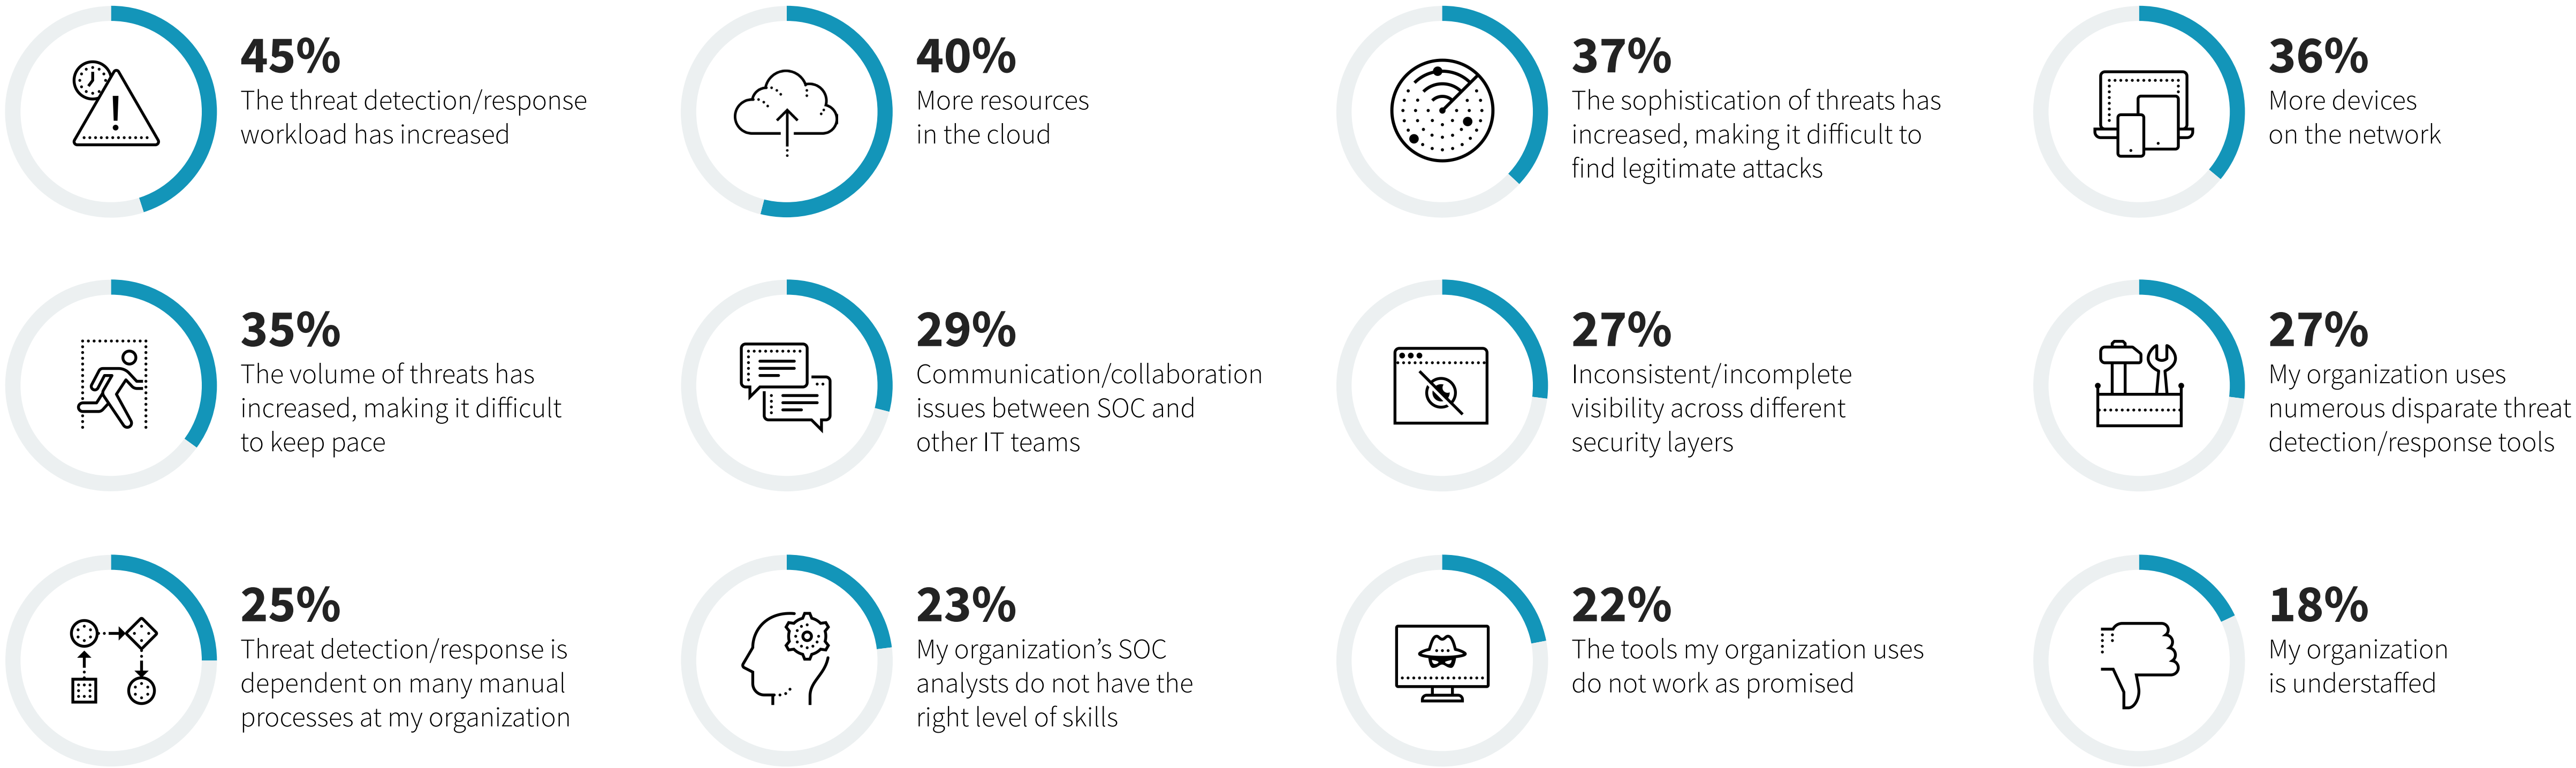 45%
The threat detection/response
workload has increased
40%
More resources
in the cloud
37%
The sophistication of threats has
increased, making it difficult to
find legitimate attacks
36%
More devices
on the network
35%
The volume of threats has
increased, making it difficult
to keep pace
29%
Communication/collaboration
issues between SOC and
other IT teams
27%
Inconsistent/incomplete
visibility across different
security layers
27%
My organization uses
numerous disparate threat
detection/response tools
25%
Threat detection/response is
dependent on many manual
processes at my organization
23%
My organization’s SOC
analysts do not have the
right level of skills
22%
The tools my organization uses
do not work as promised
18%
My organization
is understaffed